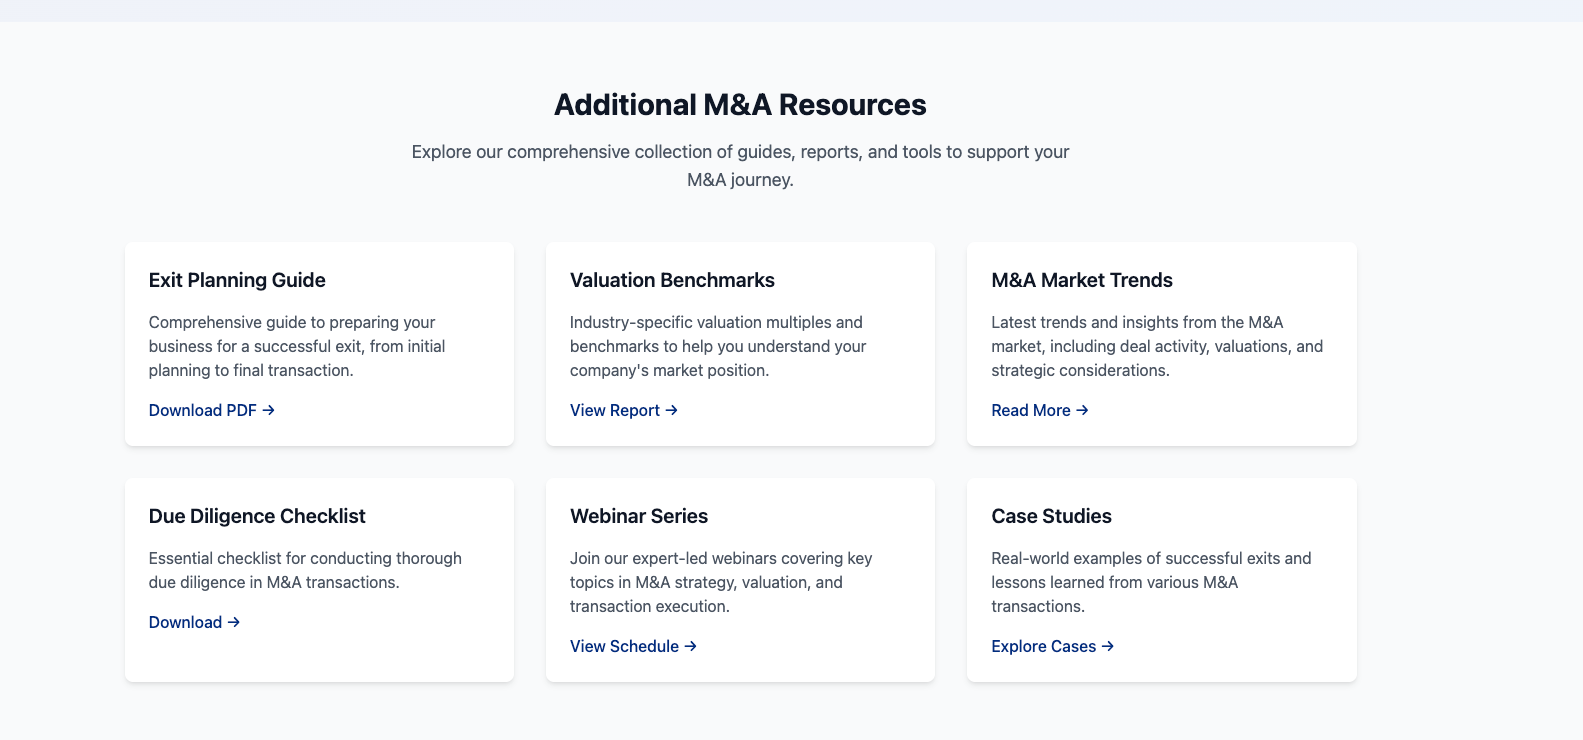 Additional M&A Resources
Explore our comprehensive collection of guides, reports, and tools to support your
M&A journey.
Exit Planning Guide
Comprehensive guide to preparing your
business for a successful exit, from initial
planning to final transaction.
Download PDF →
Valuation Benchmarks
Industry-specific valuation multiples and
benchmarks to help you understand your
company's market position.
View Report →
M&A Market Trends
Latest trends and insights from the M&A
market, including deal activity, valuations, and
strategic considerations.
Read More →
Due Diligence Checklist
Essential checklist for conducting thorough
due diligence in M&A transactions.
Download →
Webinar Series
Join our expert-led webinars covering key
topics in M&A strategy, valuation, and
transaction execution.
View Schedule →
Case Studies
Real-world examples of successful exits and
lessons learned from various M&A
transactions.
Explore Cases →